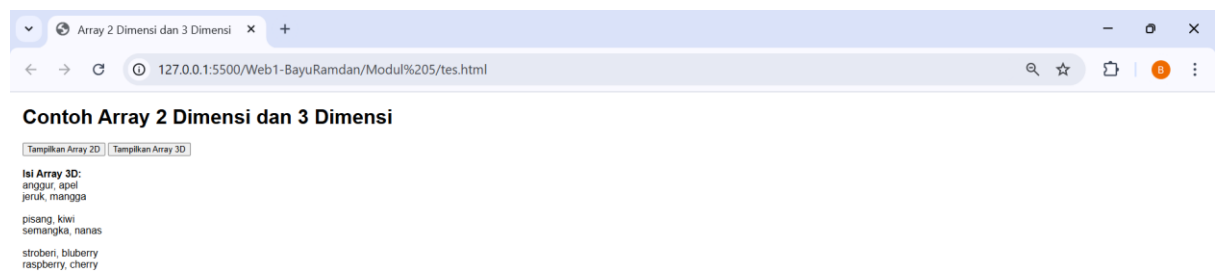 Array 2 Dimensi dan 3 Dimensi
127.0.0.1:5500/Web1-BayuRamdan/Modul%205/tes.html
B
Contoh Array 2 Dimensi dan 3 Dimensi
Tampilkan Array 2D Tampilkan Array 3D
Isi Array 3D:
anggur, apel
jeruk, mangga
pisang, kiwi
semangka, nanas
stroberi, bluberry
raspberry, cherry